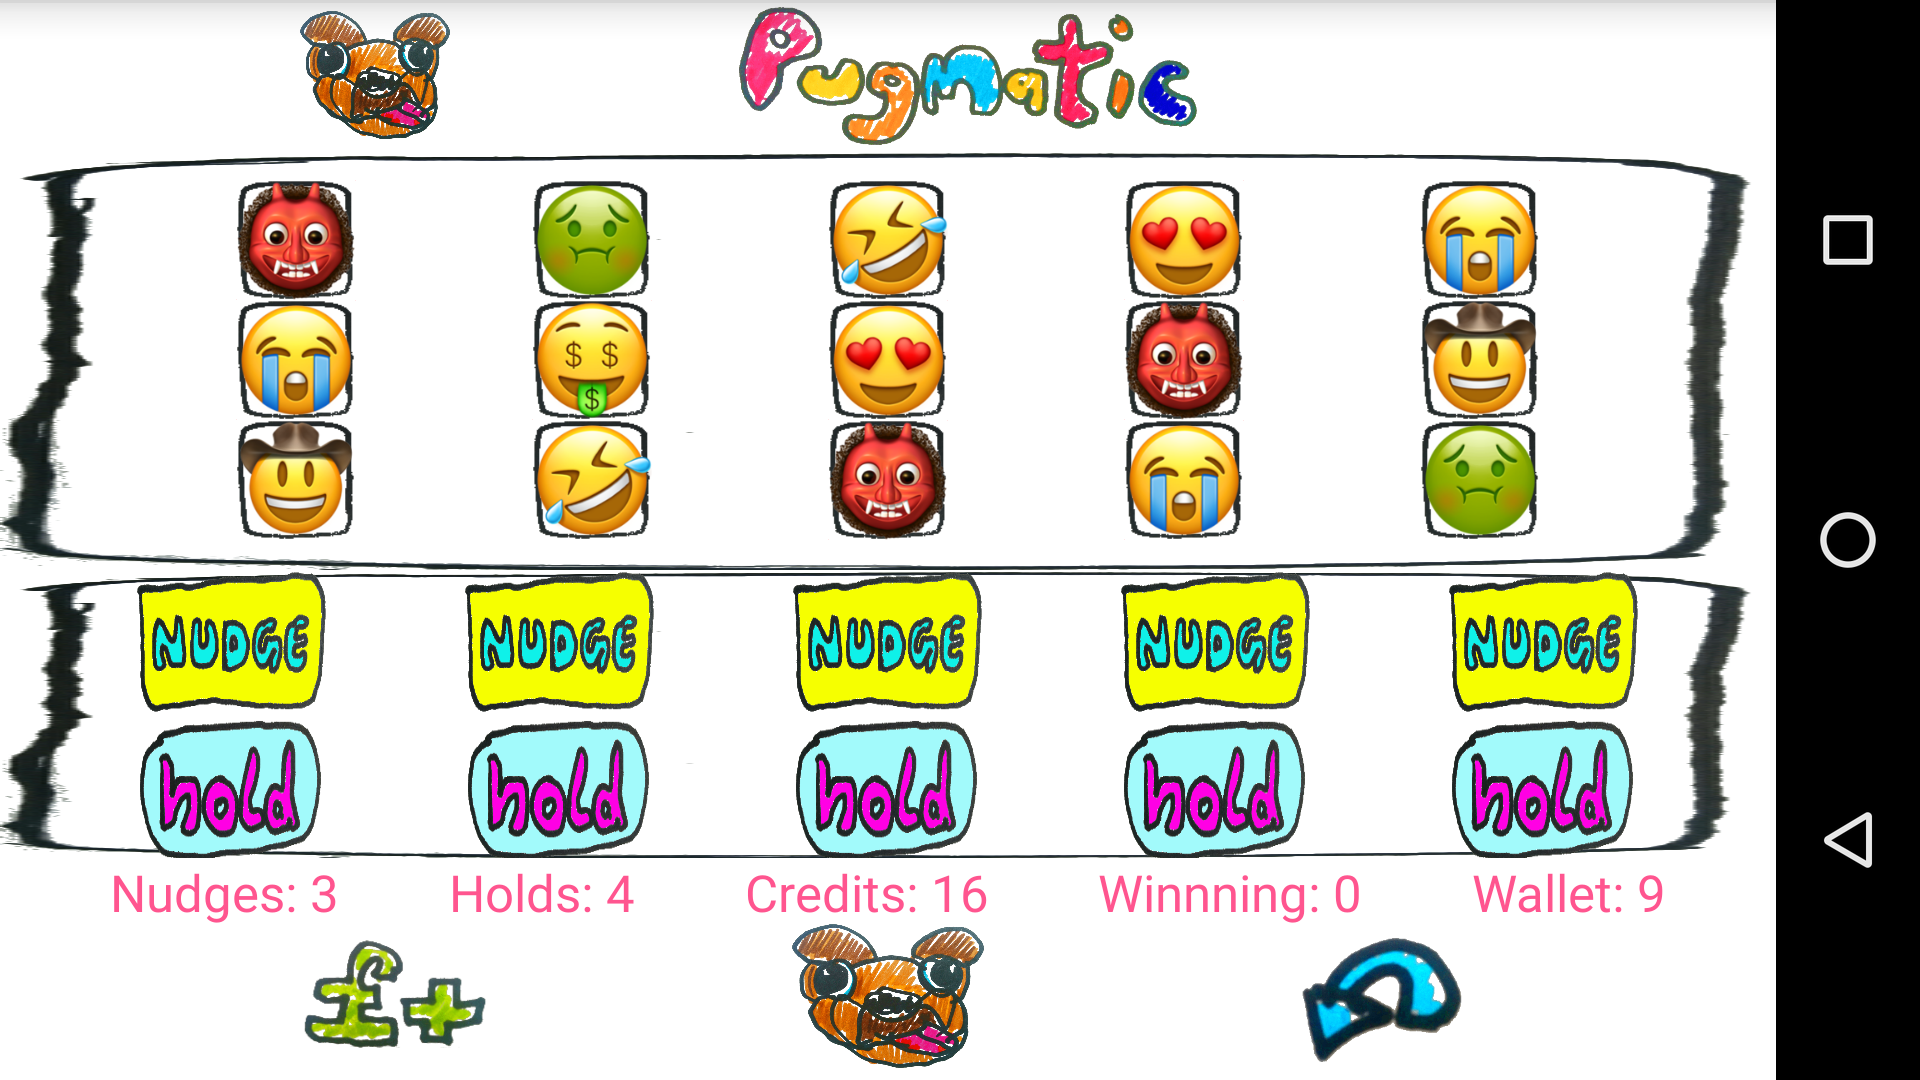 Pugmatic
$ $
$
NUDGE NUDGE NUDGE NUDGE NUDGE
hold hold hold hold hold
Nudges: 3 Holds: 4 Credits: 16 Winnning: 0 Wallet: 9
£+